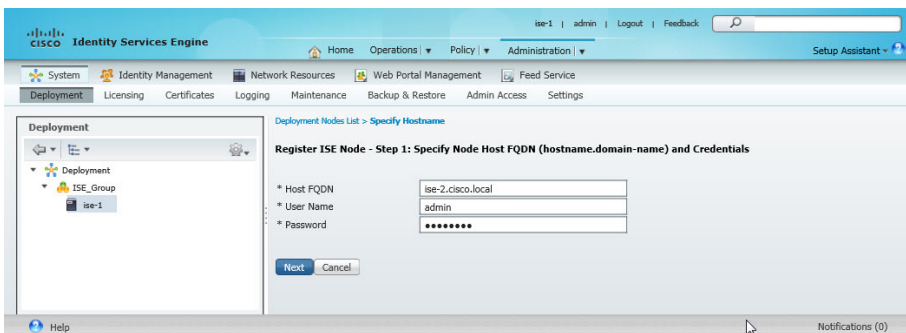 ise-1 | admin | Logout | Feedback
cisco Identity Services Engine
Home Operations | Policy | Administration |
Setup Assistant
System Identity Management Network Resources Web Portal Management Feed Service
Deployment Licensing Certificates Logging Maintenance Backup & Restore Admin Access Settings
Deployment
Deployment
ISE_Group
ise-1
Deployment Nodes List > Specify Hostname
Register ISE Node - Step 1: Specify Node Host FQDN (hostname.domain-name) and Credentials
* Host FQDN ise-2.cisco.local
* User Name admin
* Password ••••••••
Next Cancel
Help Notifications (0)